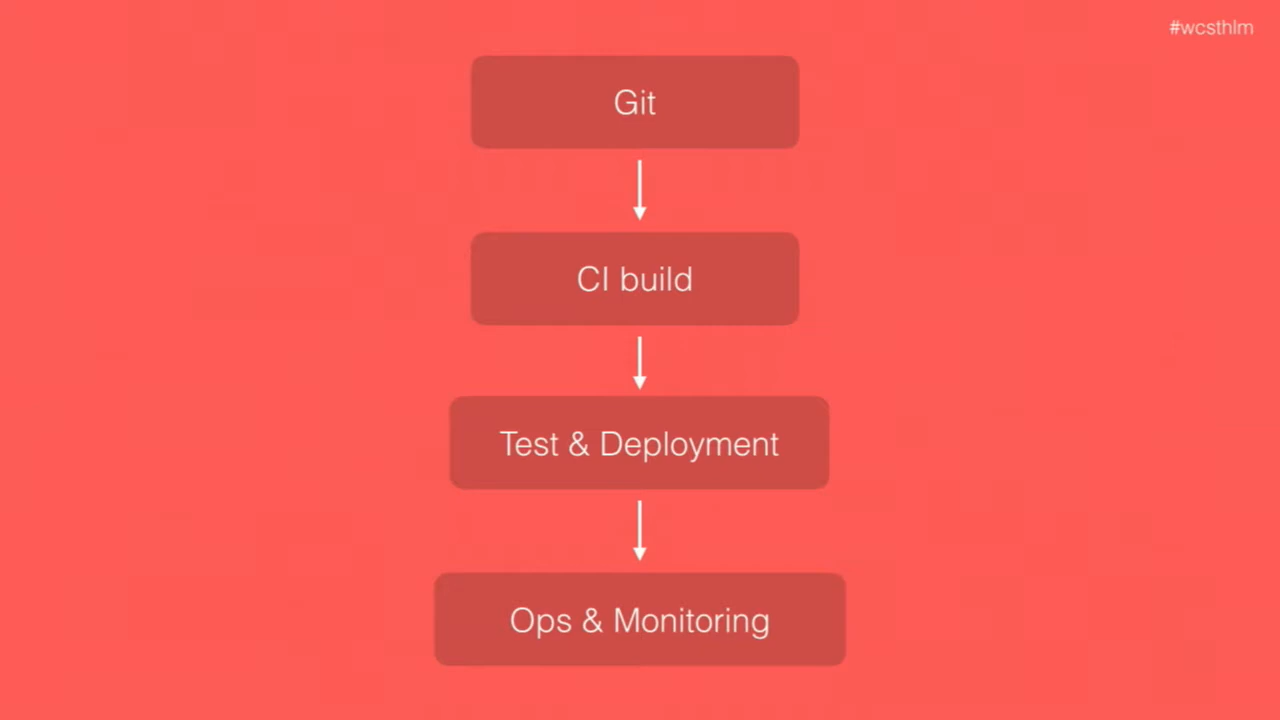 #wcsthlm
Git
CI build
Test & Deployment
Ops & Monitoring